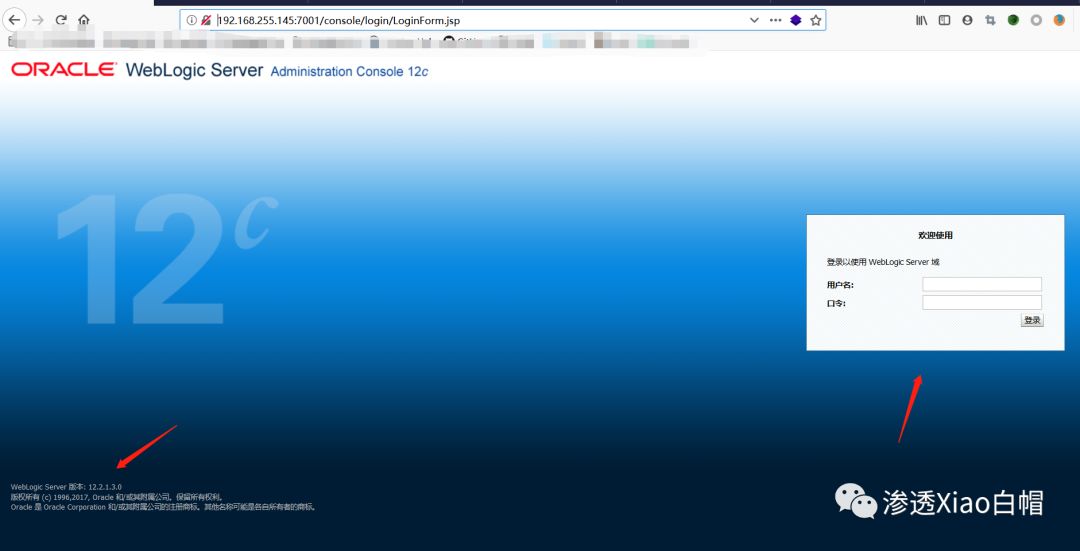 192.168.255.145:7001/console/login/LoginForm.jsp
ORACLE WebLogic Server Administration Console 12c
12c
欢迎使用
登录以使用 WebLogic Server 域
用户名:
口令:
登录
WebLogic Server 版本: 12.2.1.3.0
版权所有 (c) 1996,2017, Oracle 和/或其附属公司。保留所有权利。
Oracle 是 Oracle Corporation 和/或其附属公司的注册商标。其他名称可能是各自所有者的商标。
渗透Xiao白帽